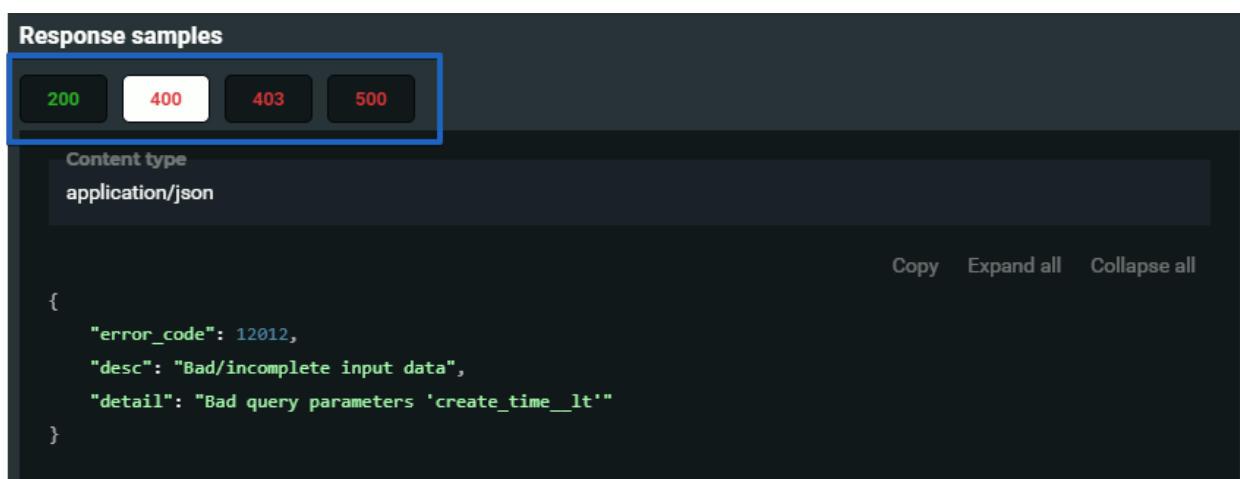 Response samples
200 400 403 500
Content type
application/json
Copy Expand all Collapse all
{
"error_code": 12012,
"desc": "Bad/incomplete input data",
"detail": "Bad query parameters 'create_time__lt'"
}